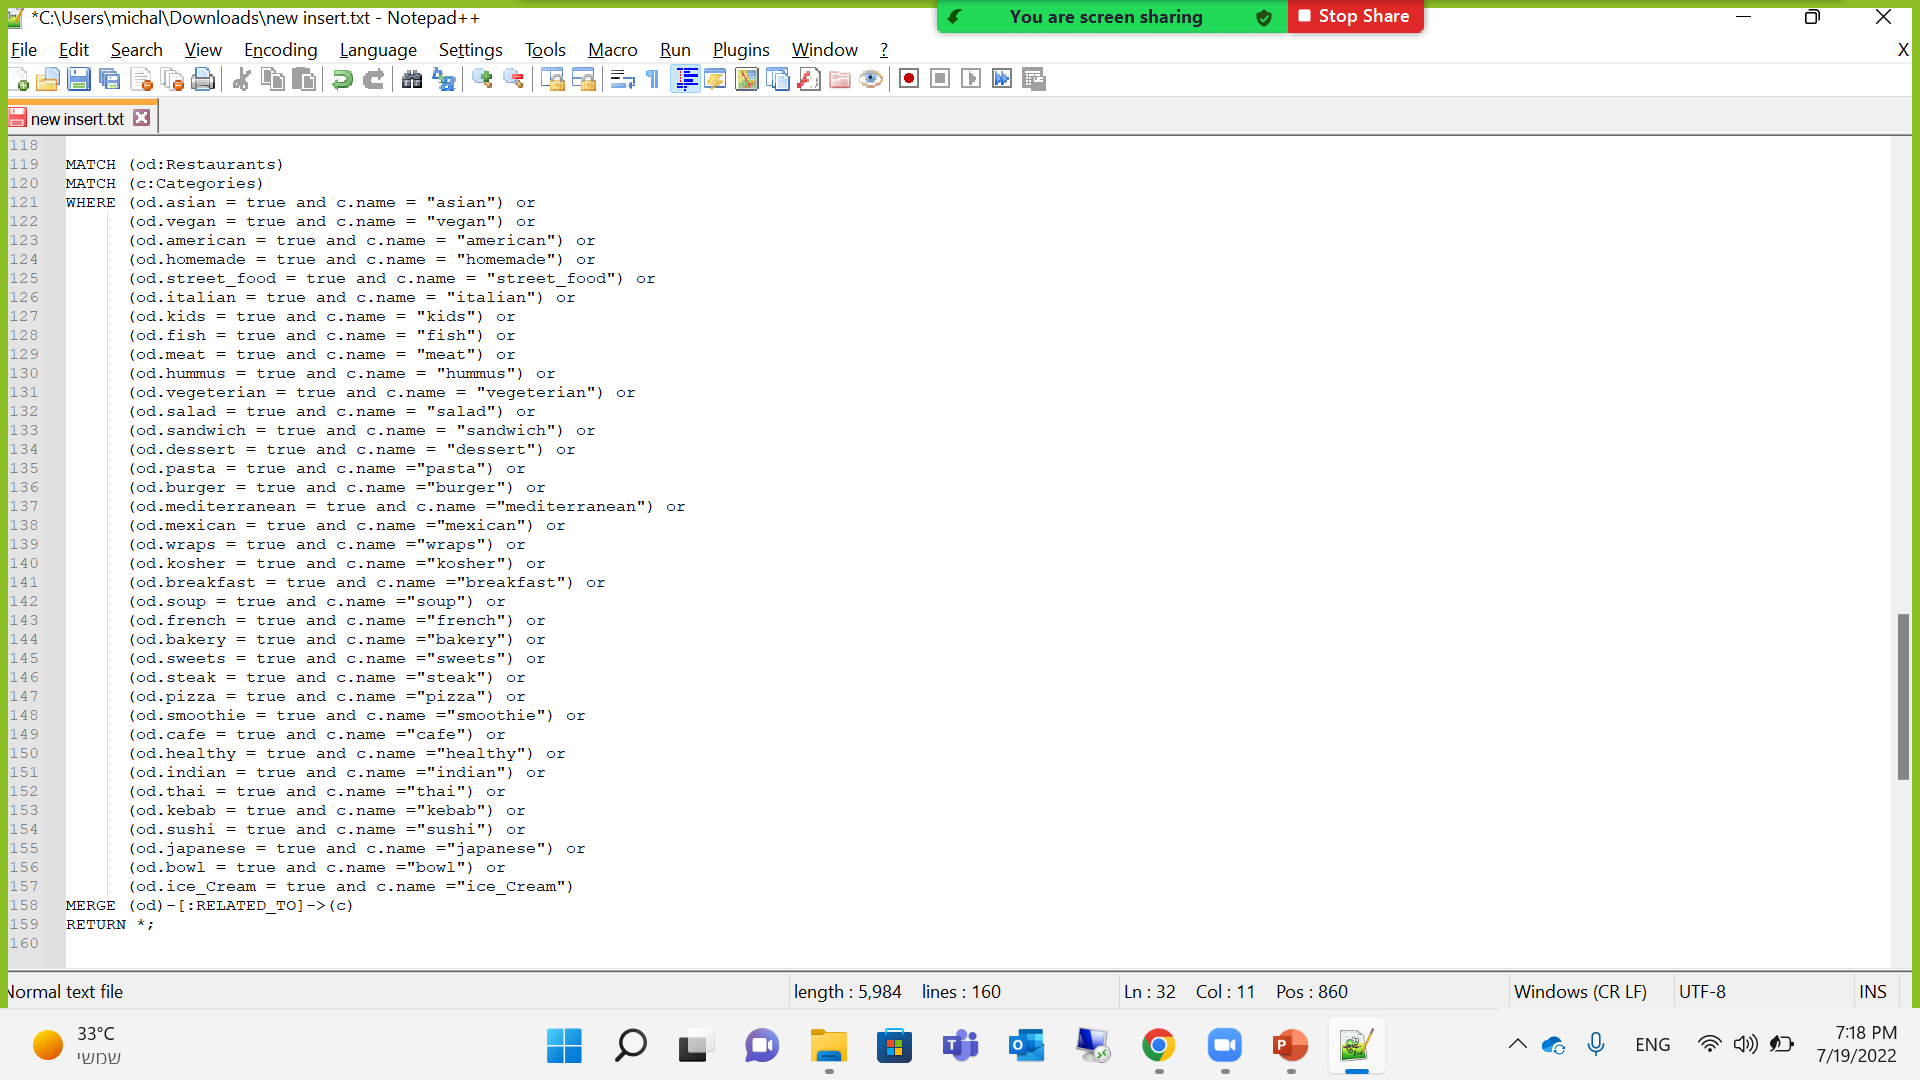 *C:\Users\michal\Downloads\new insert.txt - Notepad++
You are screen sharing
Stop Share
File Edit Search View Encoding Language Settings Tools Macro Run Plugins Window ? X
new insert.txt
118
119 MATCH (od:Restaurants)
120 MATCH (c:Categories)
121 WHERE (od.asian = true and c.name = "asian") or
122 (od.vegan = true and c.name = "vegan") or
123 (od.american = true and c.name = "american") or
124 (od.homemade = true and c.name = "homemade") or
125 (od.street_food = true and c.name = "street_food") or
126 (od.italian = true and c.name = "italian") or
127 (od.kids = true and c.name = "kids") or
128 (od.fish = true and c.name = "fish") or
129 (od.meat = true and c.name = "meat") or
130 (od.hummus = true and c.name = "hummus") or
131 (od.vegeterian = true and c.name = "vegeterian") or
132 (od.salad = true and c.name = "salad") or
133 (od.sandwich = true and c.name = "sandwich") or
134 (od.dessert = true and c.name = "dessert") or
135 (od.pasta = true and c.name ="pasta") or
136 (od.burger = true and c.name ="burger") or
137 (od.mediterranean = true and c.name ="mediterranean") or
138 (od.mexican = true and c.name ="mexican") or
139 (od.wraps = true and c.name ="wraps") or
140 (od.kosher = true and c.name ="kosher") or
141 (od.breakfast = true and c.name ="breakfast") or
142 (od.soup = true and c.name ="soup") or
143 (od.french = true and c.name ="french") or
144 (od.bakery = true and c.name ="bakery") or
145 (od.sweets = true and c.name ="sweets") or
146 (od.steak = true and c.name ="steak") or
147 (od.pizza = true and c.name ="pizza") or
148 (od.smoothie = true and c.name ="smoothie") or
149 (od.cafe = true and c.name ="cafe") or
150 (od.healthy = true and c.name ="healthy") or
151 (od.indian = true and c.name ="indian") or
152 (od.thai = true and c.name ="thai") or
153 (od.kebab = true and c.name ="kebab") or
154 (od.sushi = true and c.name ="sushi") or
155 (od.japanese = true and c.name ="japanese") or
156 (od.bowl = true and c.name ="bowl") or
157 (od.ice_Cream = true and c.name ="ice_Cream")
158 MERGE (od)-[:RELATED_TO]->(c)
159 RETURN *;
160
Normal text file length : 5,984 lines : 160 Ln : 32 Col : 11 Pos : 860 Windows (CR LF) UTF-8 INS
33°C
שמשי
ENG
7:18 PM
7/19/2022